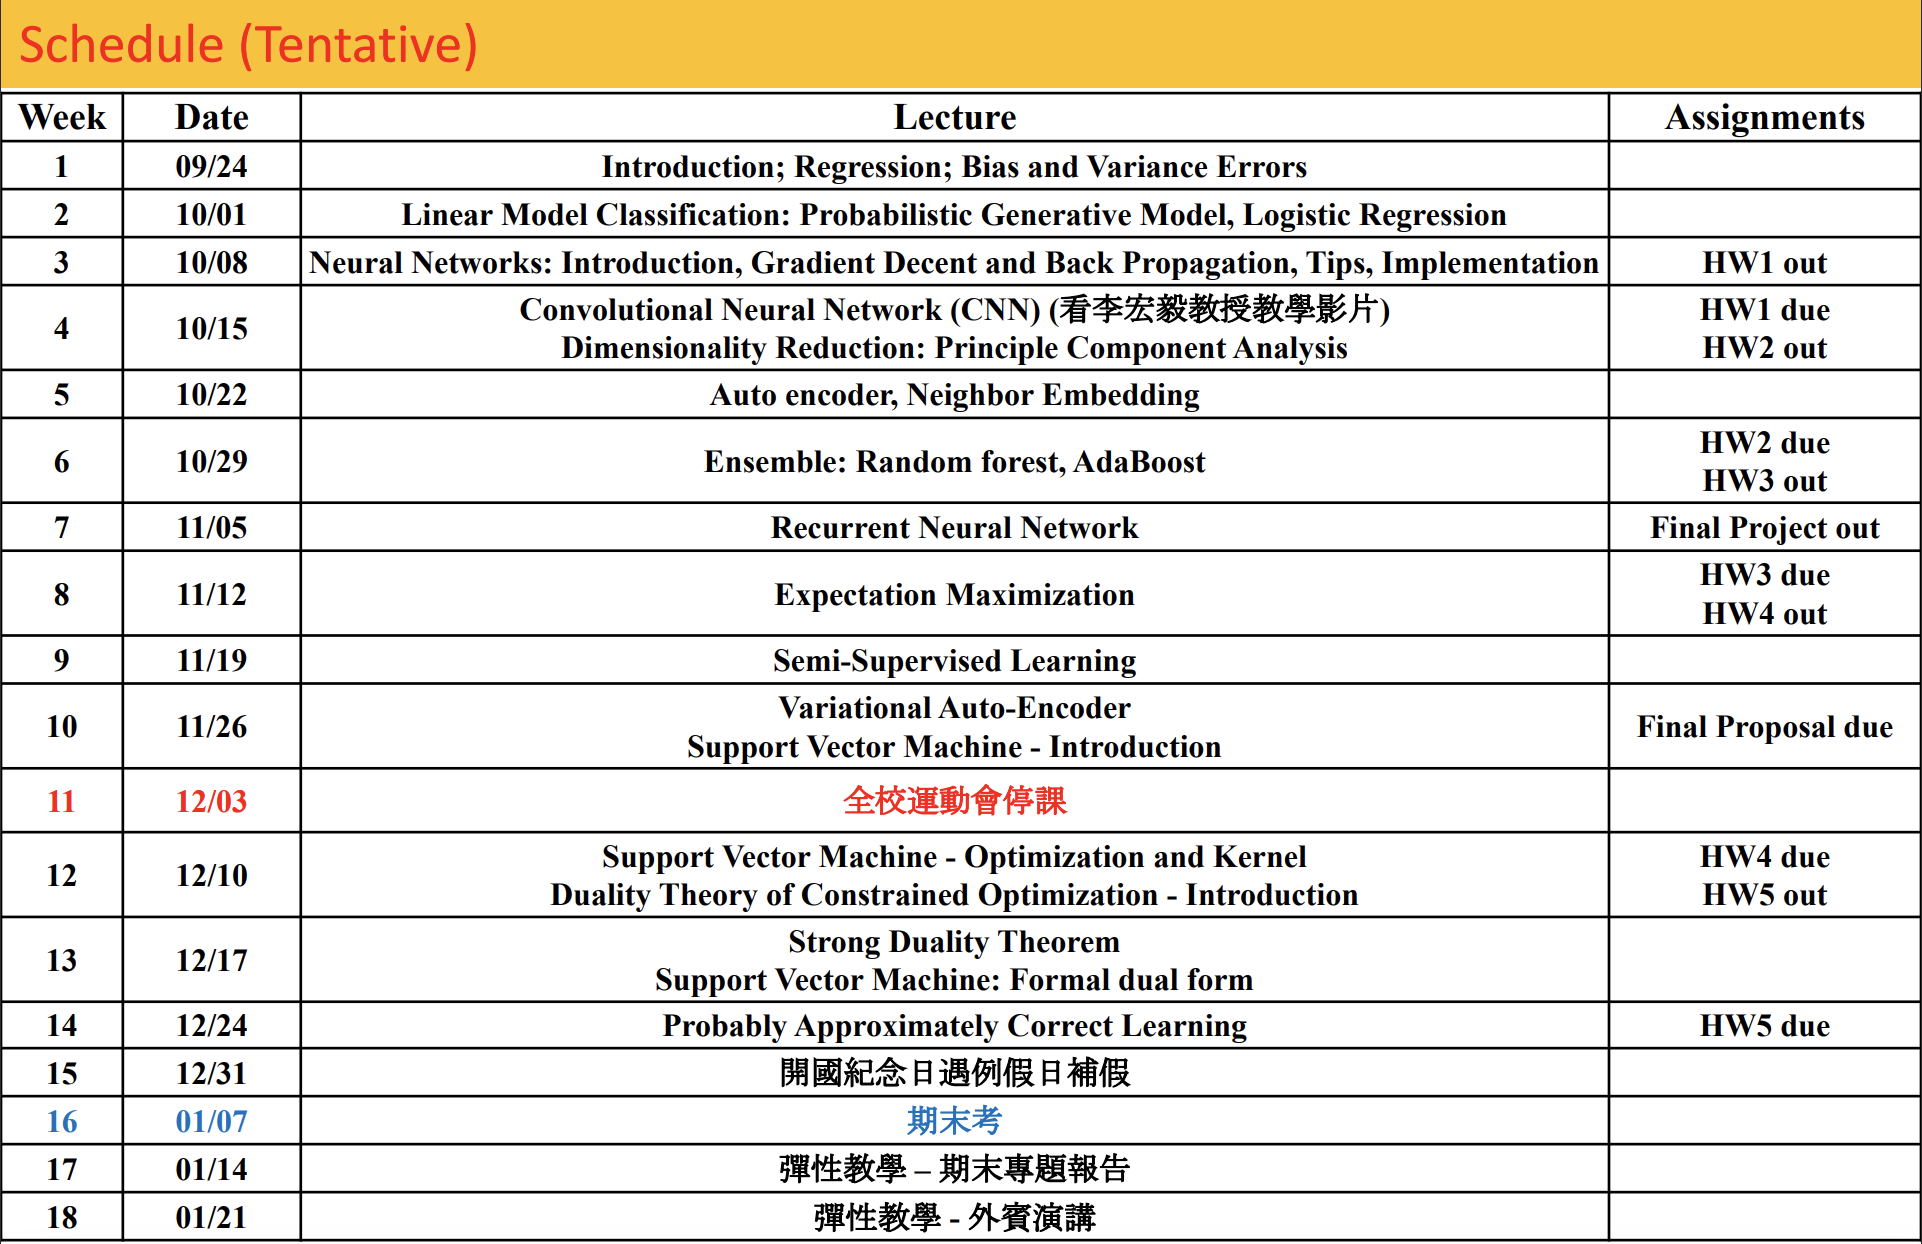 Schedule (Tentative)
Week Date Lecture Assignments
1 09/24 Introduction; Regression; Bias and Variance Errors
2 10/01 Linear Model Classification: Probabilistic Generative Model, Logistic Regression
3 10/08 Neural Networks: Introduction, Gradient Decent and Back Propagation, Tips, Implementation HW1 out
4 10/15 Convolutional Neural Network (CNN) (看李宏毅教授教學影片) HW1 due
Dimensionality Reduction: Principle Component Analysis HW2 out
5 10/22 Auto encoder, Neighbor Embedding
6 10/29 Ensemble: Random forest, AdaBoost HW2 due
HW3 out
7 11/05 Recurrent Neural Network Final Project out
8 11/12 Expectation Maximization HW3 due
HW4 out
9 11/19 Semi-Supervised Learning
10 11/26 Variational Auto-Encoder Final Proposal due
Support Vector Machine - Introduction
11 12/03 全校運動會停課
12 12/10 Support Vector Machine - Optimization and Kernel HW4 due
Duality Theory of Constrained Optimization - Introduction HW5 out
13 12/17 Strong Duality Theorem
Support Vector Machine: Formal dual form
14 12/24 Probably Approximately Correct Learning HW5 due
15 12/31 開國紀念日遇例假日補假
16 01/07 期末考
17 01/14 彈性教學 – 期末專題報告
18 01/21 彈性教學 - 外賓演講